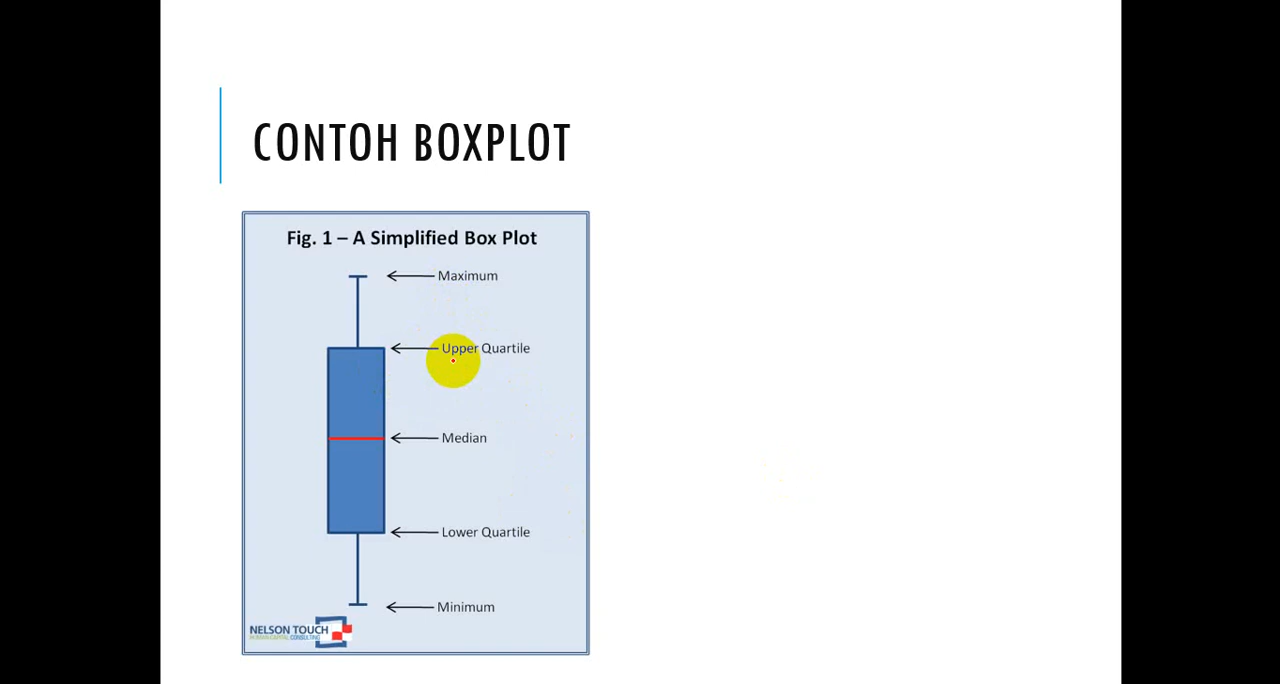 CONTOH BOXPLOT
Fig. 1 – A Simplified Box Plot
Maximum
Upper Quartile
Median
Lower Quartile
Minimum
NELSON TOUCH
HUMAN CAPITAL CONSULTING